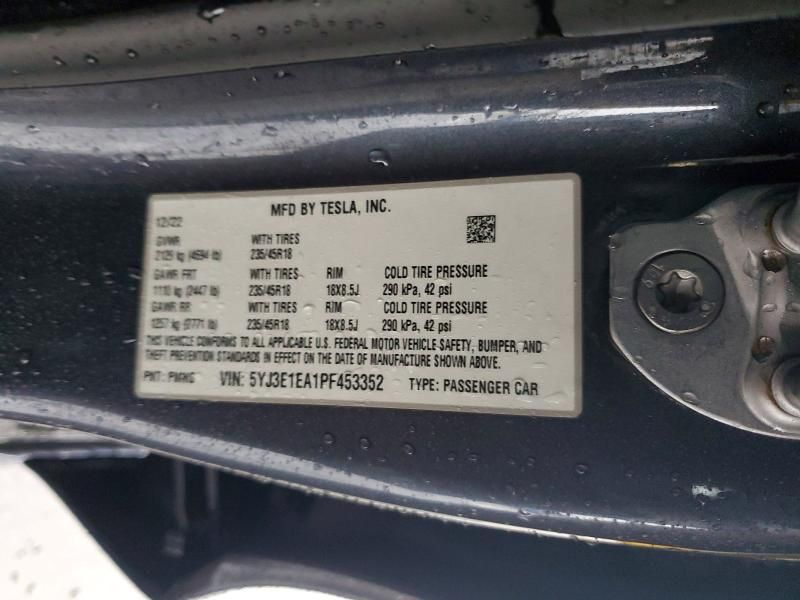 MFD BY TESLA, INC.
12/22
GVWR WITH TIRES
2125 kg (4694 lb) 235/45R18
GAWR FRT WITH TIRES RIM COLD TIRE PRESSURE
1110 kg (2447 lb) 235/45R18 18X8.5J 290 kPa, 42 psi
GAWR RR WITH TIRES RIM COLD TIRE PRESSURE
1257 kg (2771 lb) 235/45R18 18X8.5J 290 kPa, 42 psi
THIS VEHICLE CONFORMS TO ALL APPLICABLE U.S. FEDERAL MOTOR VEHICLE SAFETY, BUMPER, AND
THEFT PREVENTION STANDARDS IN EFFECT ON THE DATE OF MANUFACTURE SHOWN ABOVE.
PNT: PMNG VIN: 5YJ3E1EA1PF453352 TYPE: PASSENGER CAR